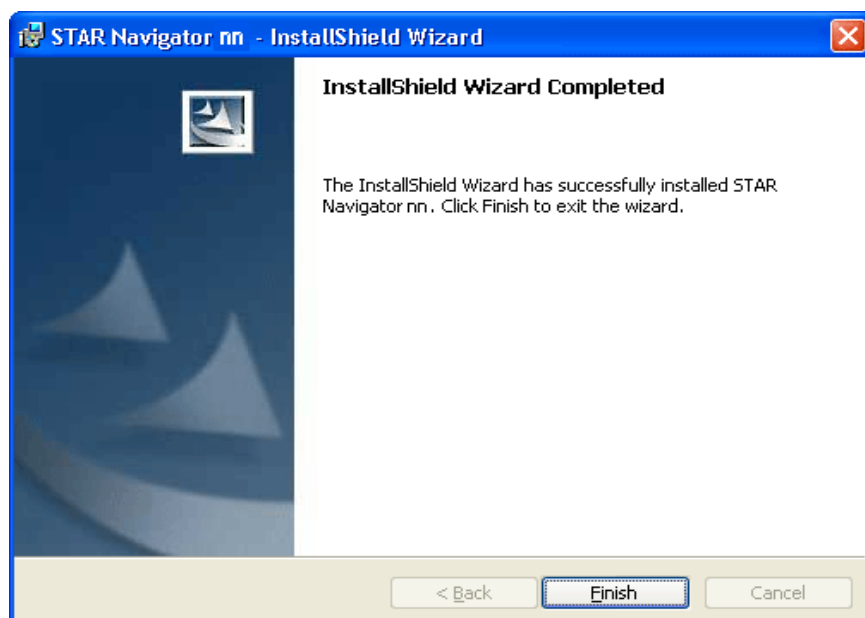 STAR Navigator nn - InstallShield Wizard
InstallShield Wizard Completed
The InstallShield Wizard has successfully installed STAR
Navigator nn. Click Finish to exit the wizard.
< Back
Finish
Cancel